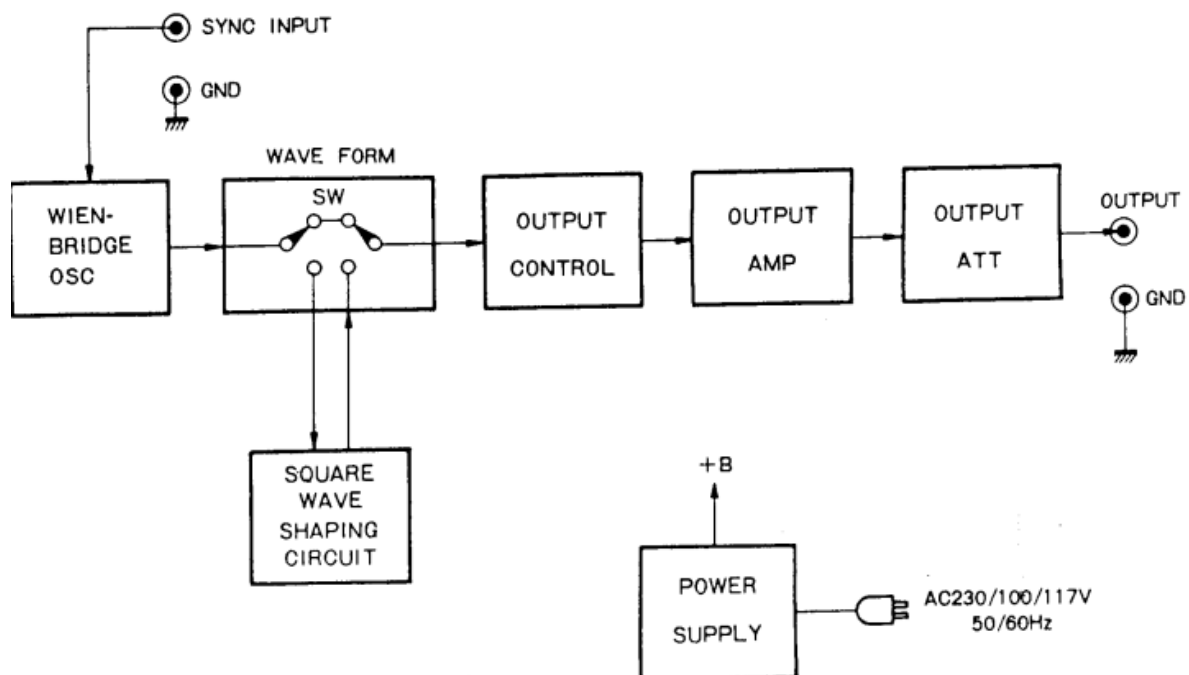 SYNC INPUT
GND
WAVE FORM
SW
WIEN-
BRIDGE
OSC
OUTPUT
CONTROL
OUTPUT
AMP
OUTPUT
ATT
OUTPUT
GND
SQUARE
WAVE
SHAPING
CIRCUIT
+B
POWER
SUPPLY
AC230/100/117V
50/60Hz